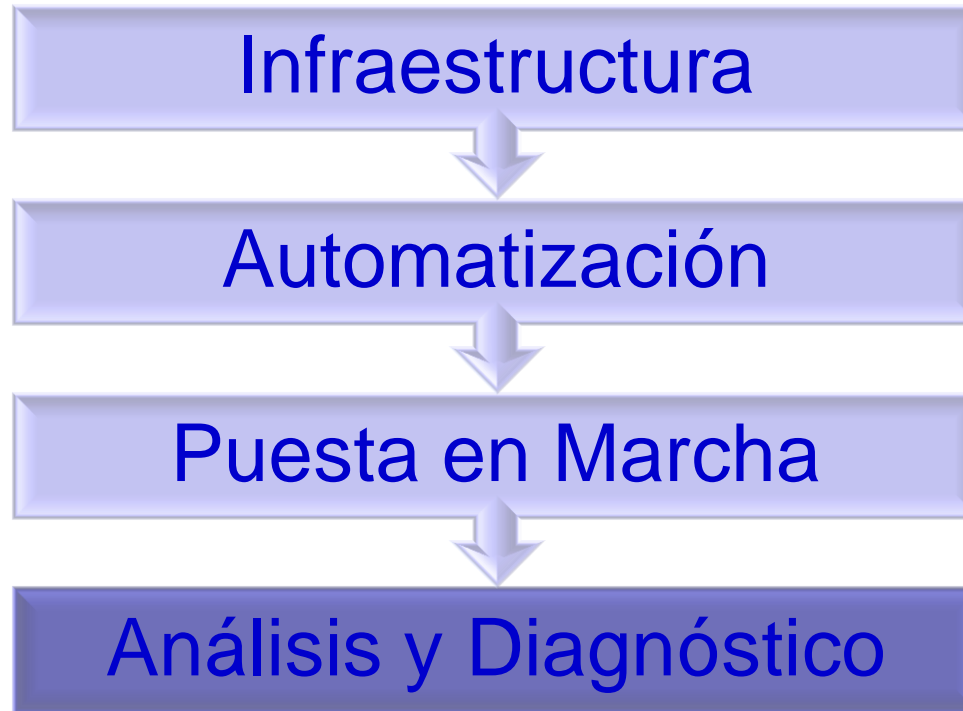 Infraestructura
Automatización
Puesta en Marcha
Análisis y Diagnóstico